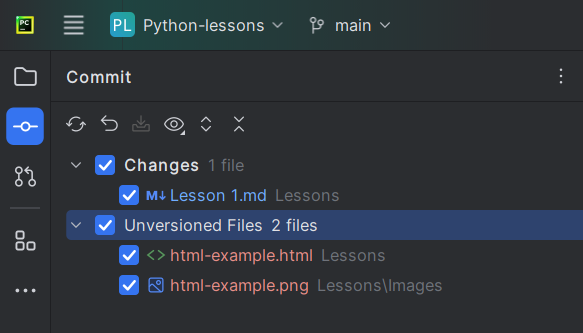 PC PL Python-lessons main
Commit
Changes 1 file
M↓ Lesson 1.md Lessons
Unversioned Files 2 files
<> html-example.html Lessons
html-example.png Lessons\Images